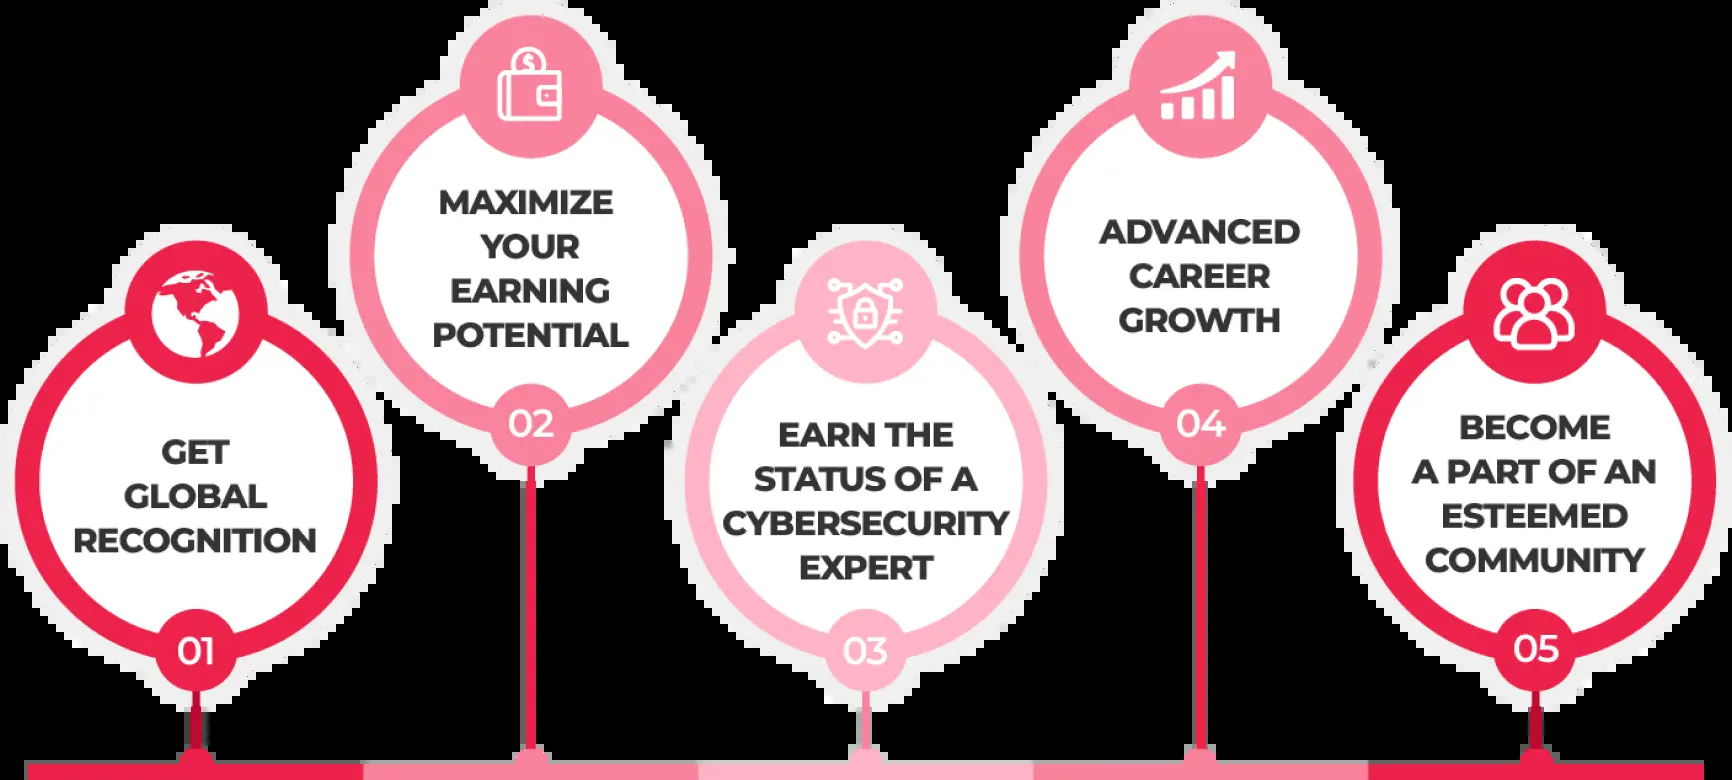 GET
GLOBAL
RECOGNITION
01
$
MAXIMIZE
YOUR
EARNING
POTENTIAL
02
EARN THE
STATUS OF A
CYBERSECURITY
EXPERT
03
ADVANCED
CAREER
GROWTH
04
BECOME
A PART OF AN
ESTEEMED
COMMUNITY
05